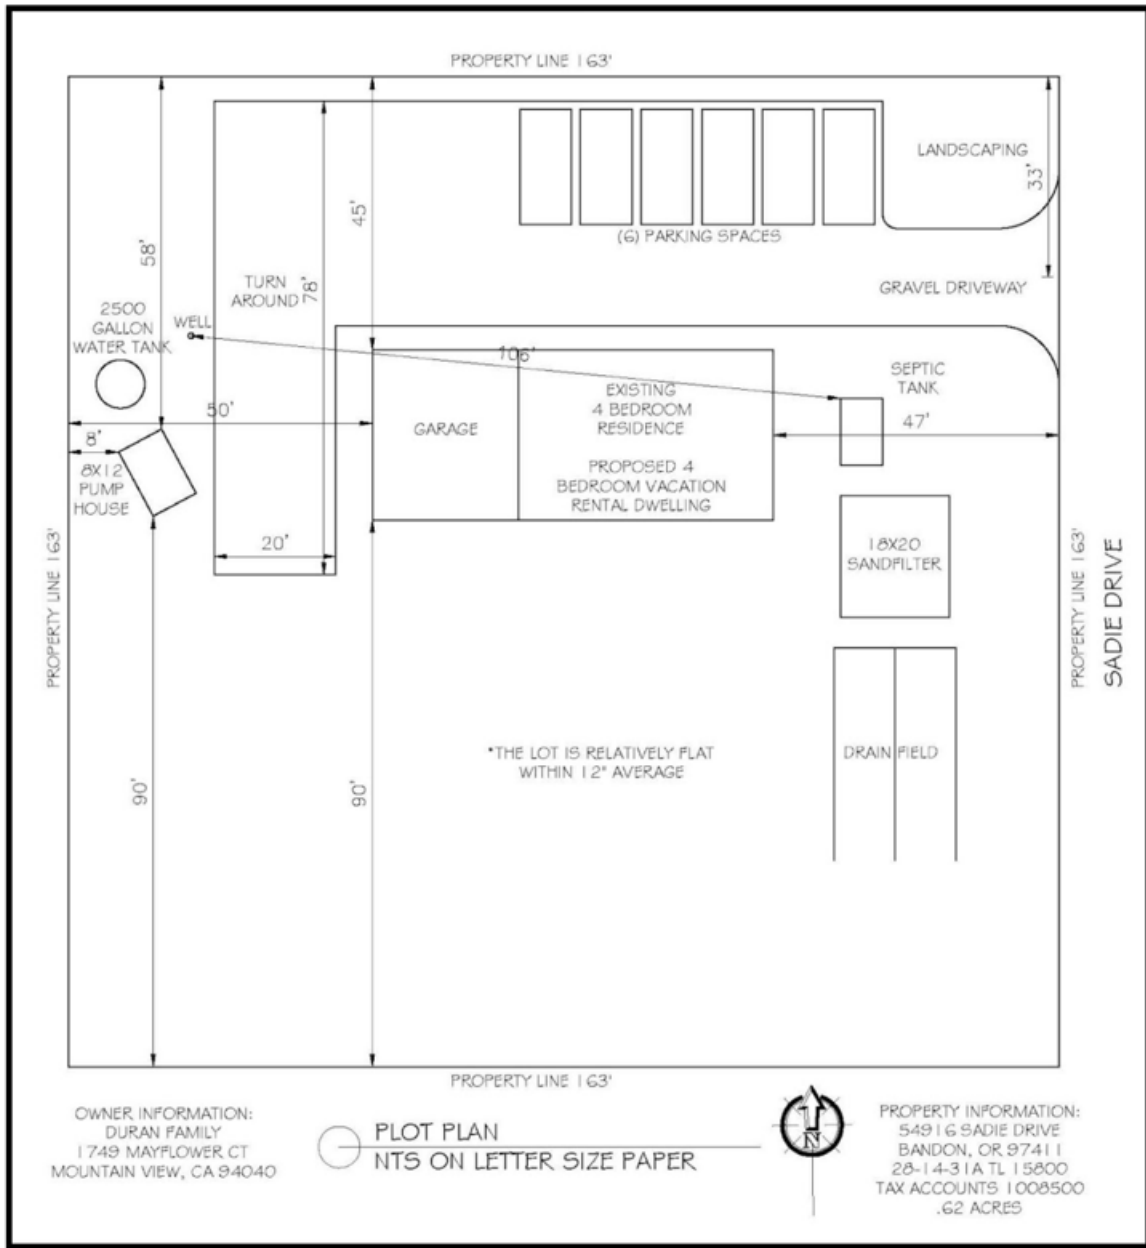 PROPERTY LINE 163'
LANDSCAPING
33'
45'
(6) PARKING SPACES
58'
TURN
AROUND
78'
GRAVEL DRIVEWAY
2500
GALLON
WATER TANK
WELL
106'
SEPTIC
TANK
EXISTING
4 BEDROOM
RESIDENCE
50'
GARAGE
47'
8'
8X12
PUMP
HOUSE
PROPOSED 4
BEDROOM VACATION
RENTAL DWELLING
20'
18X20
SANDFILTER
PROPERTY LINE 163'
PROPERTY LINE 163'
SADIE DRIVE
*THE LOT IS RELATIVELY FLAT
WITHIN 12" AVERAGE
DRAIN FIELD
90'
90'
PROPERTY LINE 163'
OWNER INFORMATION:
DURAN FAMILY
1749 MAYFLOWER CT
MOUNTAIN VIEW, CA 94040
PLOT PLAN
NTS ON LETTER SIZE PAPER
N
PROPERTY INFORMATION:
54916 SADIE DRIVE
BANDON, OR 97411
28-14-31A TL 15800
TAX ACCOUNTS 1008500
.62 ACRES